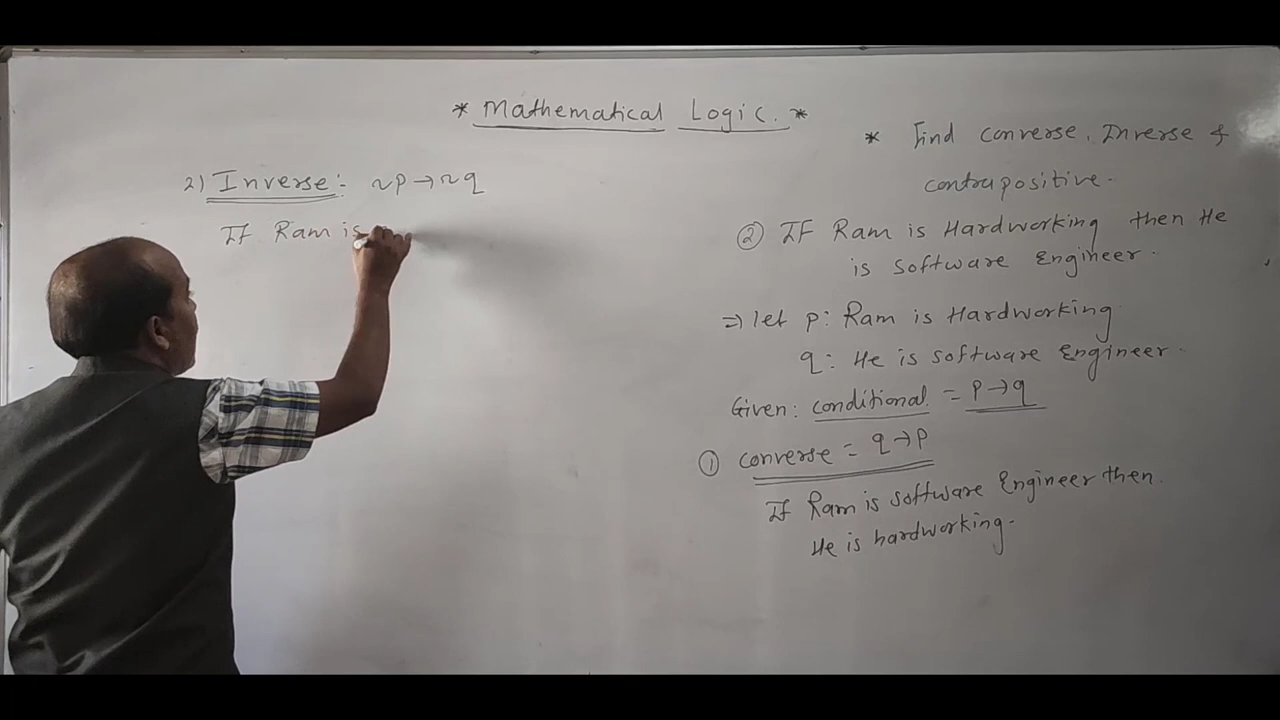 * Mathematical Logic. *
2) Inverse:- ~p→~q
If Ram is
* Find Converse, Inverse &
contrapositive.
② IF Ram is Hardworking then He
is Software Engineer.
⇒ let p: Ram is Hardworking
q: He is Software Engineer.
Given: conditional = p→q
① converse = q→p
If Ram is Software Engineer then.
He is hardworking.